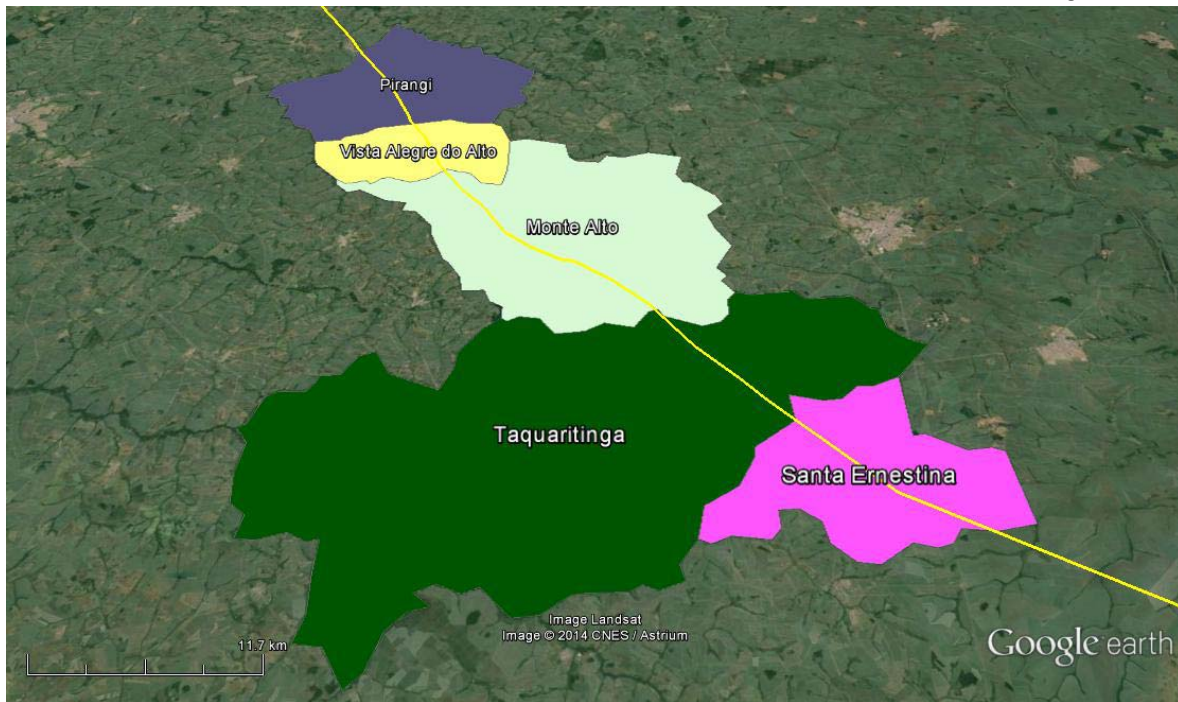 Pirangi
Vista Alegre do Alto
Monte Alto
Taquaritinga
Santa Ernestina
Image Landsat
Image © 2014 CNES / Astrium
11.7 km
Google earth